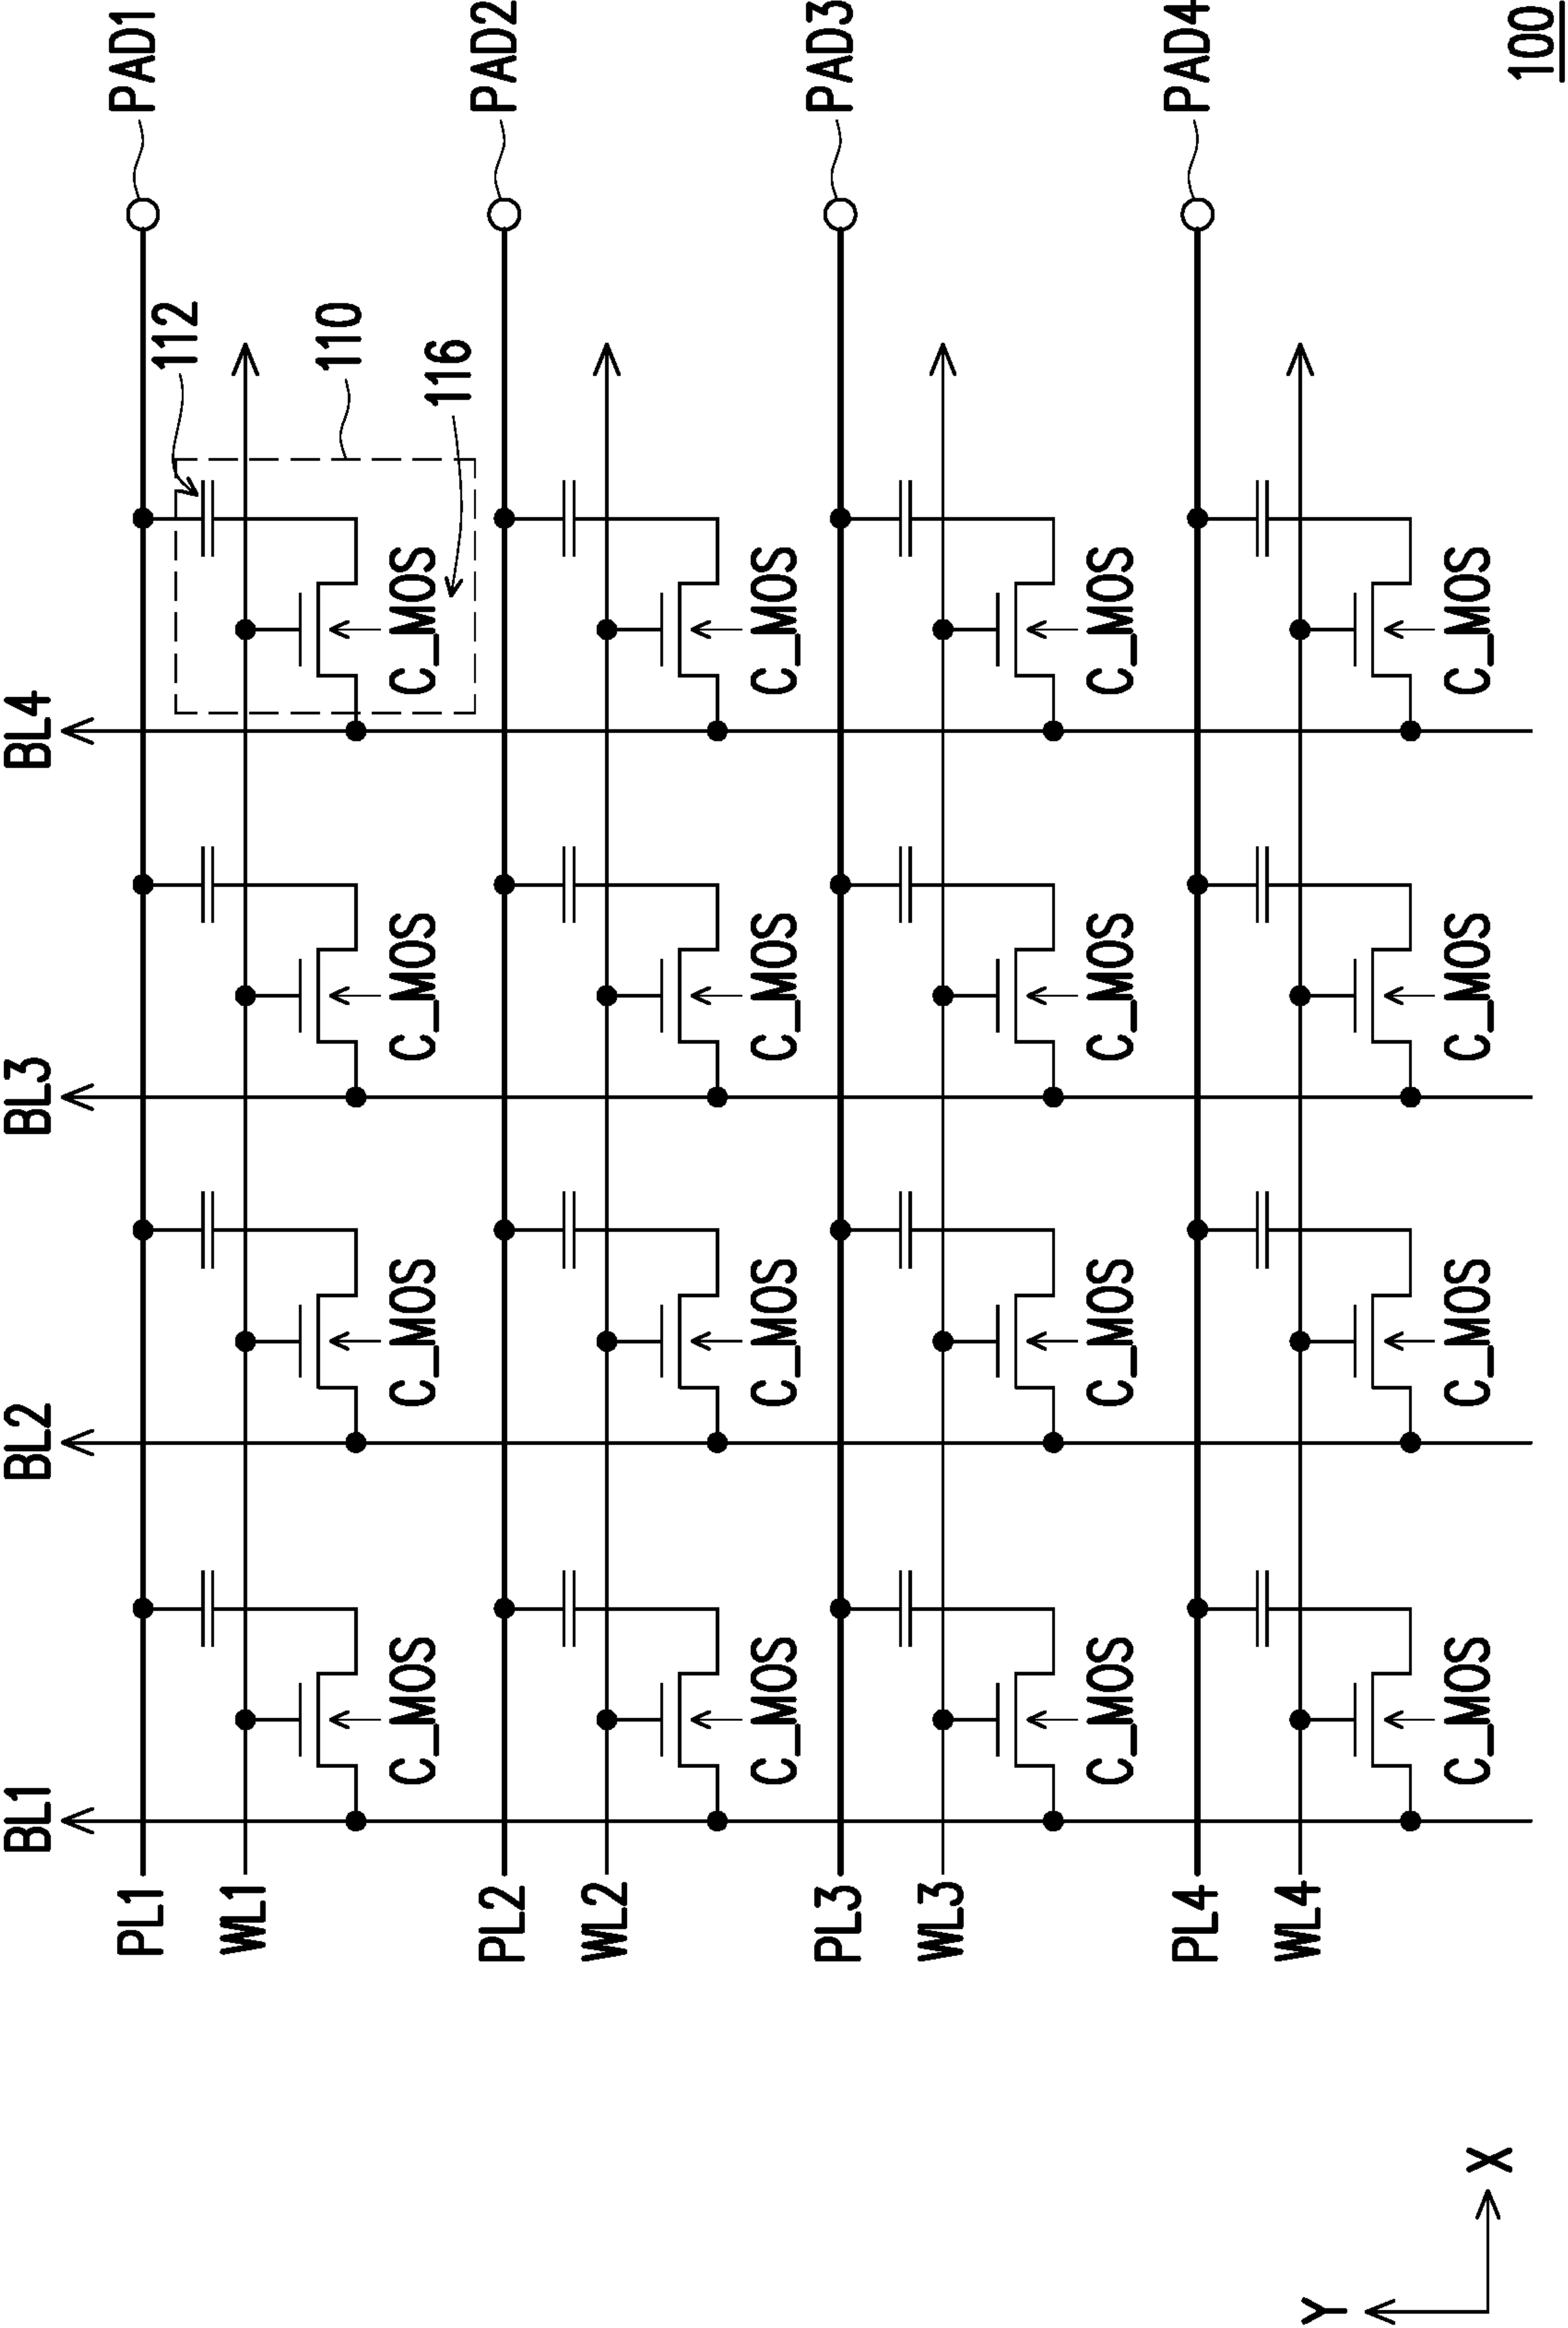 BL1 BL2 BL3 BL4
PL1 PAD1
112
WL1
110
C_MOS C_MOS C_MOS C_MOS
116
PL2 PAD2
WL2
C_MOS C_MOS C_MOS C_MOS
PL3 PAD3
WL3
C_MOS C_MOS C_MOS C_MOS
PL4 PAD4
WL4
Y
C_MOS C_MOS C_MOS C_MOS
X
100